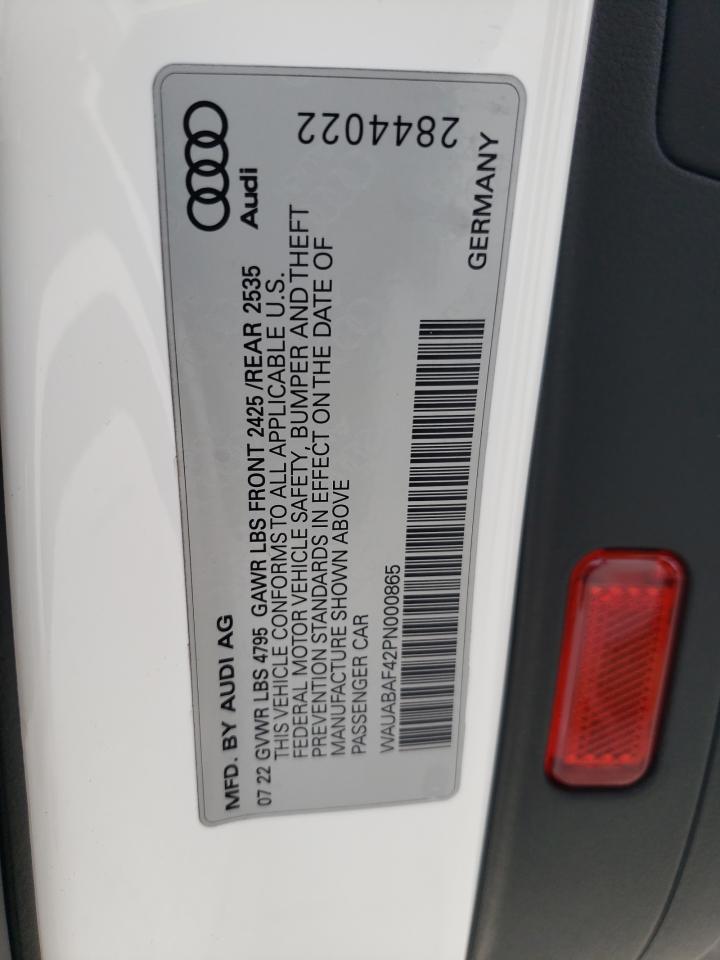 MFD. BY AUDI AG
07 22 GVWR LBS 4795 GAWR LBS FRONT 2425 /REAR 2535
THIS VEHICLE CONFORMS TO ALL APPLICABLE U.S.
FEDERAL MOTOR VEHICLE SAFETY, BUMPER AND THEFT
PREVENTION STANDARDS IN EFFECT ON THE DATE OF
MANUFACTURE SHOWN ABOVE
PASSENGER CAR
WAUABAF42PN000865
Audi
2844022
GERMANY